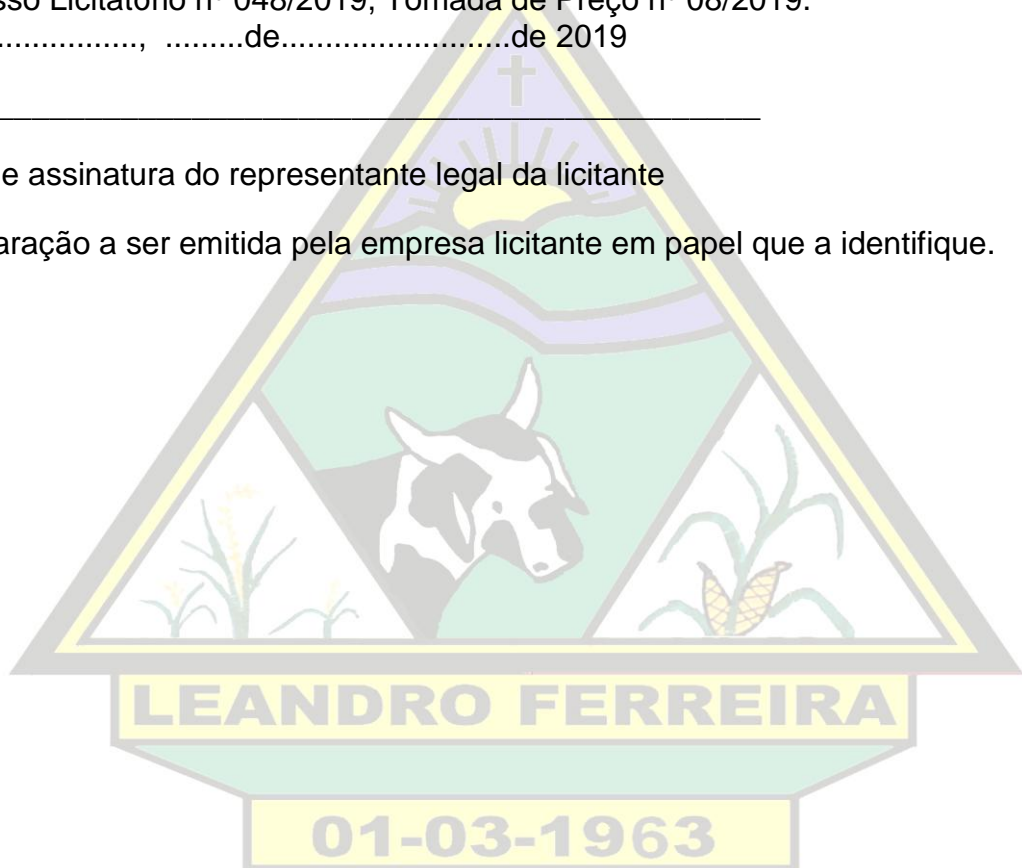 sso Licitatório nº 048/2019, Tomada de Preço nº 08/2019.
................, .........de..........................de 2019
_____________________________________________
e assinatura do representante legal da licitante
aração a ser emitida pela empresa licitante em papel que a identifique.
LEANDRO FERREIRA
01-03-1963